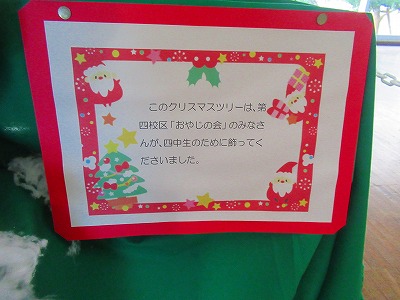 このクリスマスツリーは、第
四校区「おやじの会」のみなさ
んが、四中生のために飾ってく
ださいました。